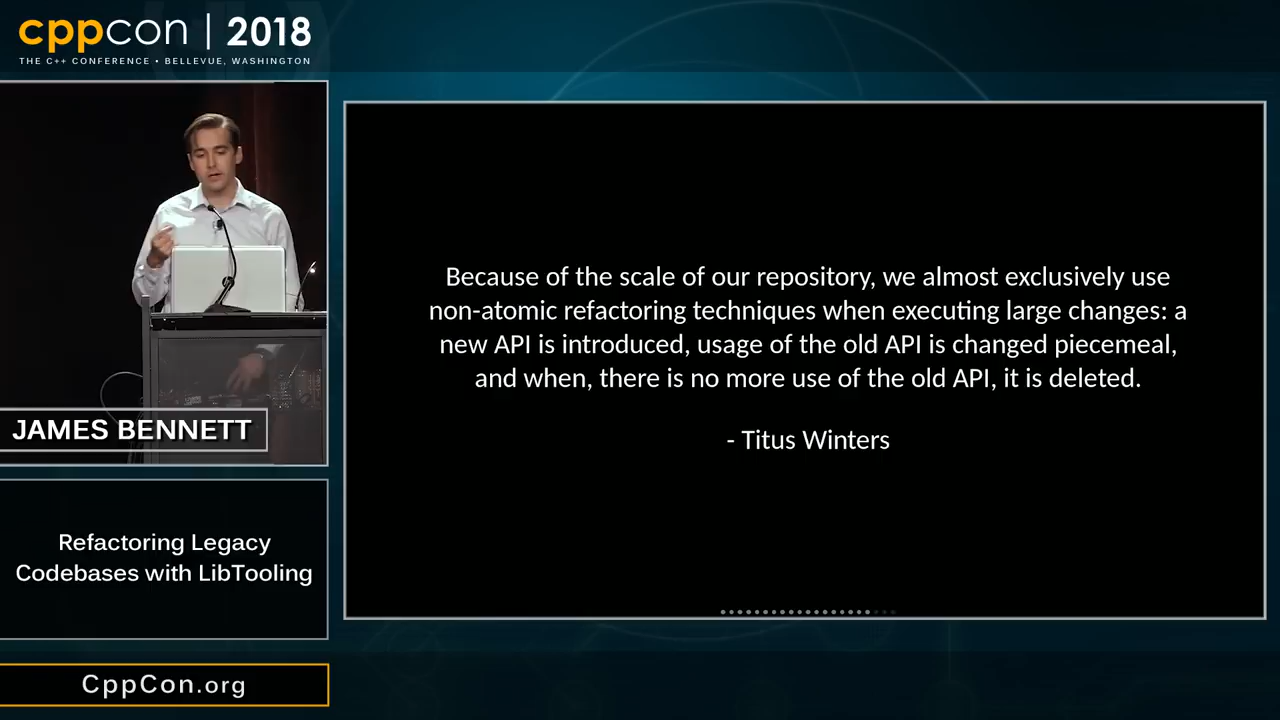 cppcon | 2018
THE C++ CONFERENCE • BELLEVUE, WASHINGTON
JAMES BENNETT
Refactoring Legacy
Codebases with LibTooling
CppCon.org
Because of the scale of our repository, we almost exclusively use
non-atomic refactoring techniques when executing large changes: a
new API is introduced, usage of the old API is changed piecemeal,
and when, there is no more use of the old API, it is deleted.
- Titus Winters